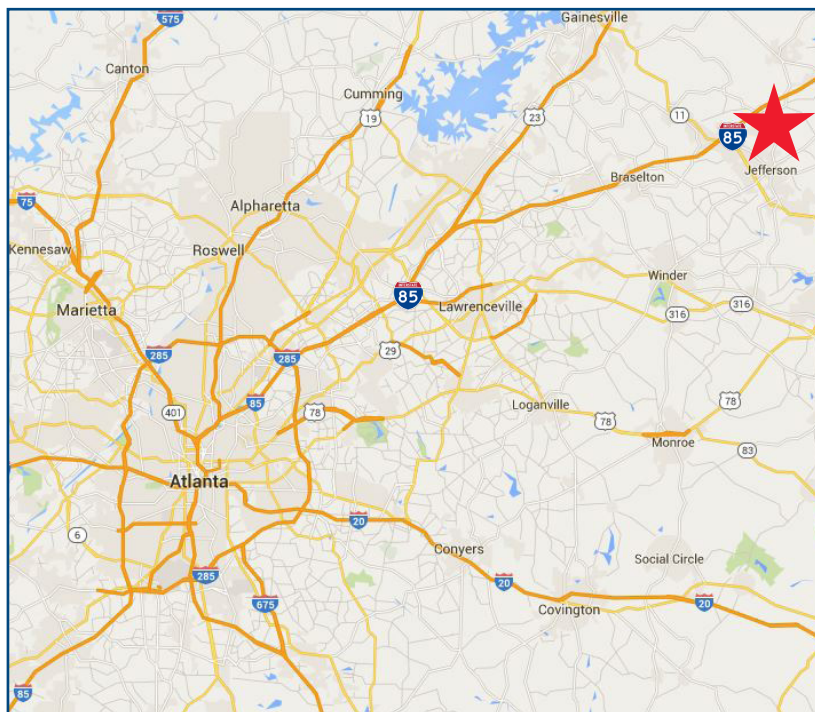 575
Gainesville
Canton
Cumming
19
23
11
INTERSTATE
85
Jefferson
Braselton
75
Alpharetta
Kennesaw
Roswell
Winder
INTERSTATE
85
Marietta
Lawrenceville
316
316
285
285
29
85
401
78
Loganville
78
78
Monroe
83
Atlanta
20
6
Conyers
Social Circle
285
20
675
Covington
20
85